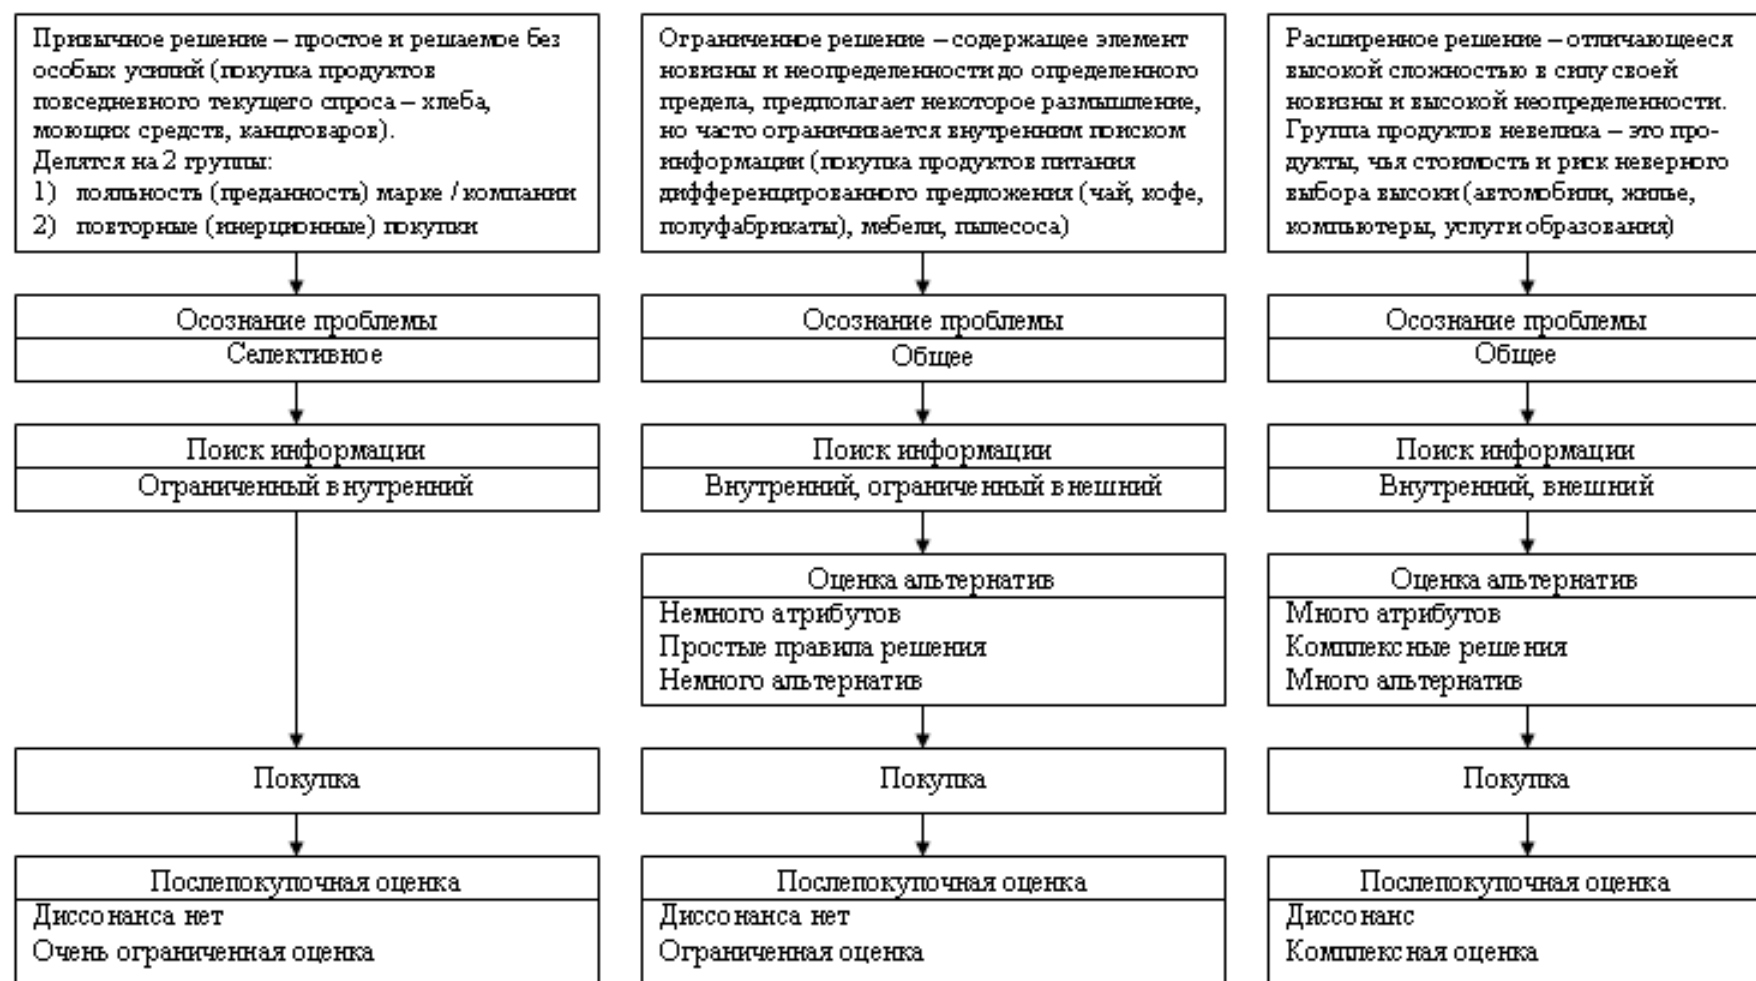 Привычное решение – простое и решаемое без
особых усилий (покупка продуктов
повседневного текущего спроса – хлеба,
моющих средств, канцтоваров).
Делятся на 2 группы:
1) лояльность (преданность) марке / компании
2) повторные (инерционные) покупки
Осознание проблемы
Селективное
Поиск информации
Ограниченный внутренний
Покупка
Послепокупочная оценка
Диссонанса нет
Очень ограниченная оценка
Ограниченное решение – содержащее элемент
новизны и неопределенности до определенного
предела, предполагает некоторое размышление,
но часто ограничивается внутренним поиском
информации (покупка продуктов питания
дифференцированного предложения (чай, кофе,
полуфабрикаты), мебели, пылесоса)
Осознание проблемы
Общее
Поиск информации
Внутренний, ограниченный внешний
Оценка альтернатив
Немного атрибутов
Простые правила решения
Немного альтернатив
Покупка
Послепокупочная оценка
Диссонанса нет
Ограниченная оценка
Расширенное решение – отличающееся
высокой сложностью в силу своей
новизны и высокой неопределенности.
Группа продуктов невелика – это про-
дукты, чья стоимость и риск неверного
выбора высоки (автомобили, жилье,
компьютеры, услуги образования)
Осознание проблемы
Общее
Поиск информации
Внутренний, внешний
Оценка альтернатив
Много атрибутов
Комплексные решения
Много альтернатив
Покупка
Послепокупочная оценка
Диссонанс
Комплексная оценка